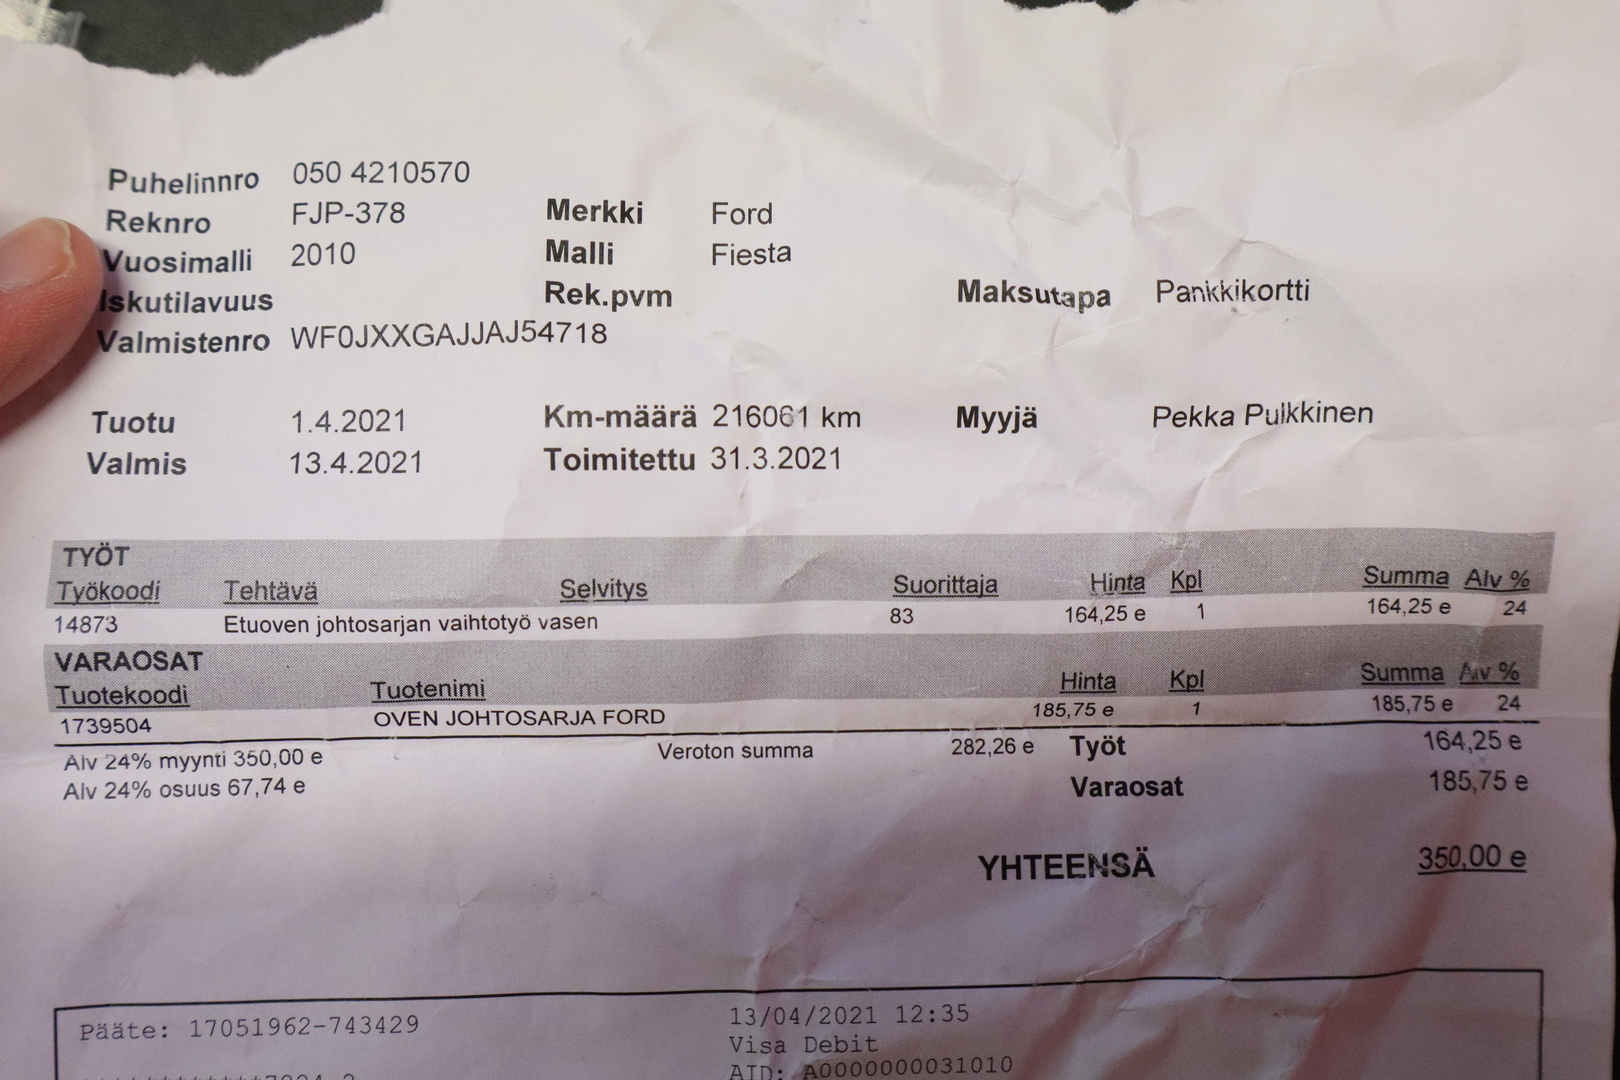 Puhelinnro 050 4210570
Reknro FJP-378 Merkki Ford
Vuosimalli 2010 Malli Fiesta
Iskutilavuus Rek.pvm Maksutapa Pankkikortti
Valmistenro WF0JXXGAJJAJ54718
Tuotu 1.4.2021 Km-määrä 216061 km Myyjä Pekka Pulkkinen
Valmis 13.4.2021 Toimitettu 31.3.2021
TYÖT
Työkoodi Tehtävä Selvitys Suorittaja Hinta Kpl Summa Alv %
14873 Etuoven johtosarjan vaihtotyö vasen 83 164,25 e 1 164,25 e 24
VARAOSAT
Tuotekoodi Tuotenimi Hinta Kpl Summa Alv %
1739504 OVEN JOHTOSARJA FORD 185,75 e 1 185,75 e 24
Alv 24% myynti 350,00 e Veroton summa 282,26 e Työt 164,25 e
Alv 24% osuus 67,74 e Varaosat 185,75 e
YHTEENSÄ 350,00 e
Pääte: 17051962-743429 13/04/2021 12:35
Visa Debit
AID: A0000000031010